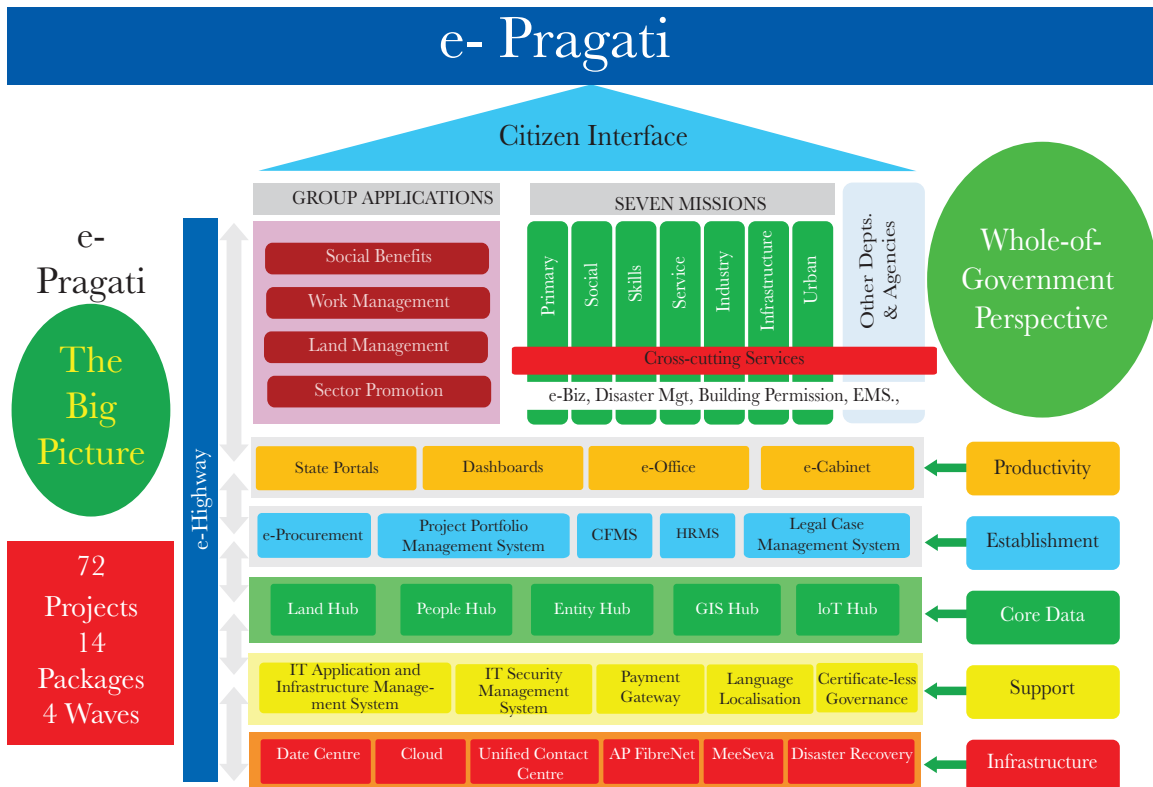 e- Pragati
Citizen Interface
GROUP APPLICATIONS
SEVEN MISSIONS
Other Depts.
& Agencies
Whole-of-
Government
Perspective
e-
Pragati
The
Big
Picture
72
Projects
14
Packages
4 Waves
e-Highway
Social Benefits
Work Management
Land Management
Sector Promotion
Primary
Social
Skills
Service
Industry
Infrastructure
Urban
Cross-cutting Services
e-Biz, Disaster Mgt, Building Permission, EMS.,
State Portals
Dashboards
e-Office
e-Cabinet
Productivity
e-Procurement
Project Portfolio
Management System
CFMS
HRMS
Legal Case
Management System
Establishment
Land Hub
People Hub
Entity Hub
GIS Hub
loT Hub
Core Data
IT Application and
Infrastructure Manage-
ment System
IT Security
Management
System
Payment
Gateway
Language
Localisation
Certificate-less
Governance
Support
Date Centre
Cloud
Unified Contact
Centre
AP FibreNet
MeeSeva
Disaster Recovery
Infrastructure